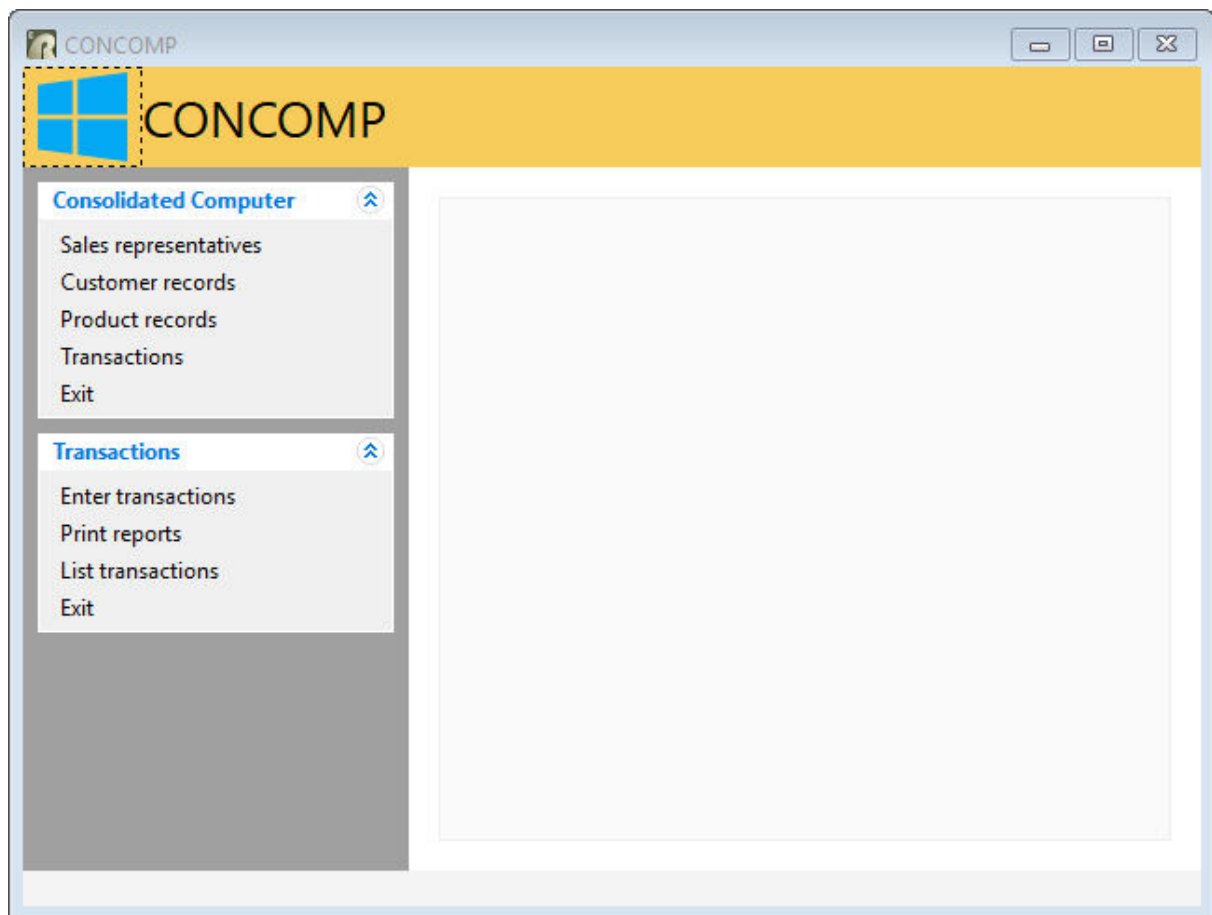 CONCOMP
CONCOMP
Consolidated Computer
Sales representatives
Customer records
Product records
Transactions
Exit
Transactions
Enter transactions
Print reports
List transactions
Exit